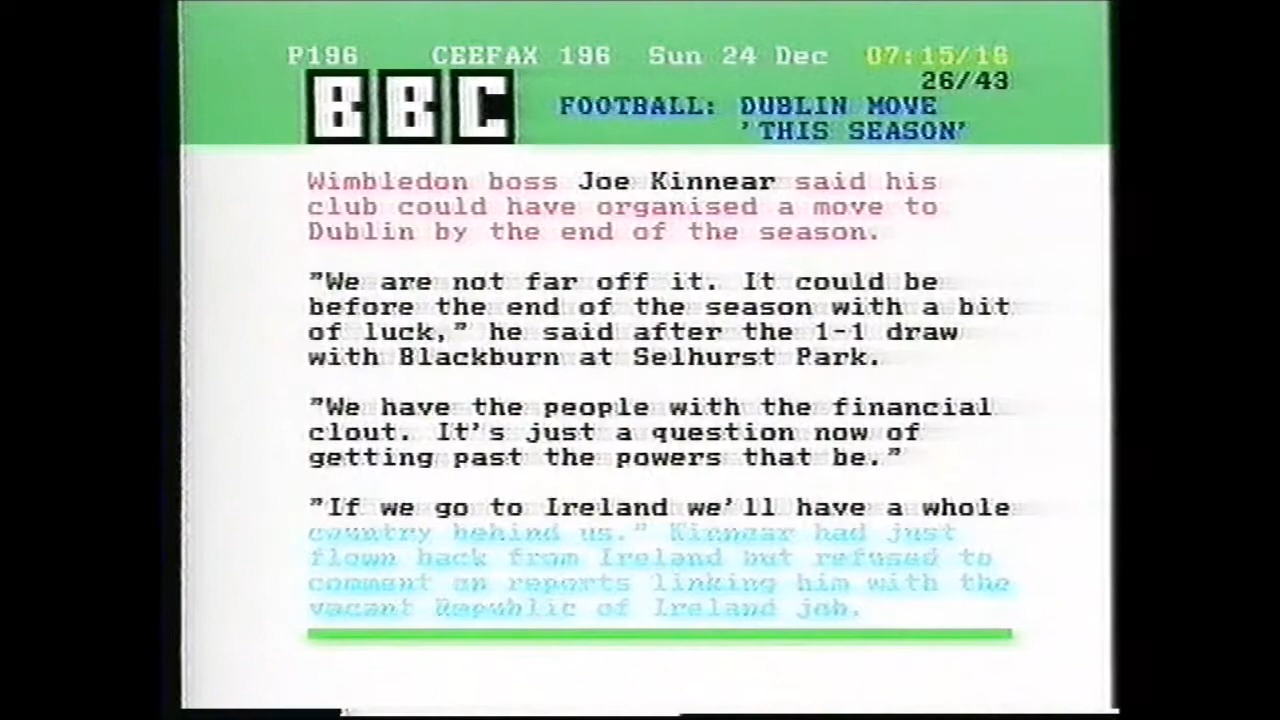 P196 CEEFAX 196 Sun 24 Dec 07:15/16
26/43
BBC FOOTBALL: DUBLIN MOVE
'THIS SEASON'
Wimbledon boss Joe Kinnear said his
club could have organised a move to
Dublin by the end of the season.
"We are not far off it. It could be
before the end of the season with a bit
of luck," he said after the 1-1 draw
with Blackburn at Selhurst Park.
"We have the people with the financial
clout. It's just a question now of
getting past the powers that be."
"If we go to Ireland we'll have a whole
country behind us." Kinnear had just
flown back from Ireland but refused to
comment on reports linking him with the
vacant Republic of Ireland job.